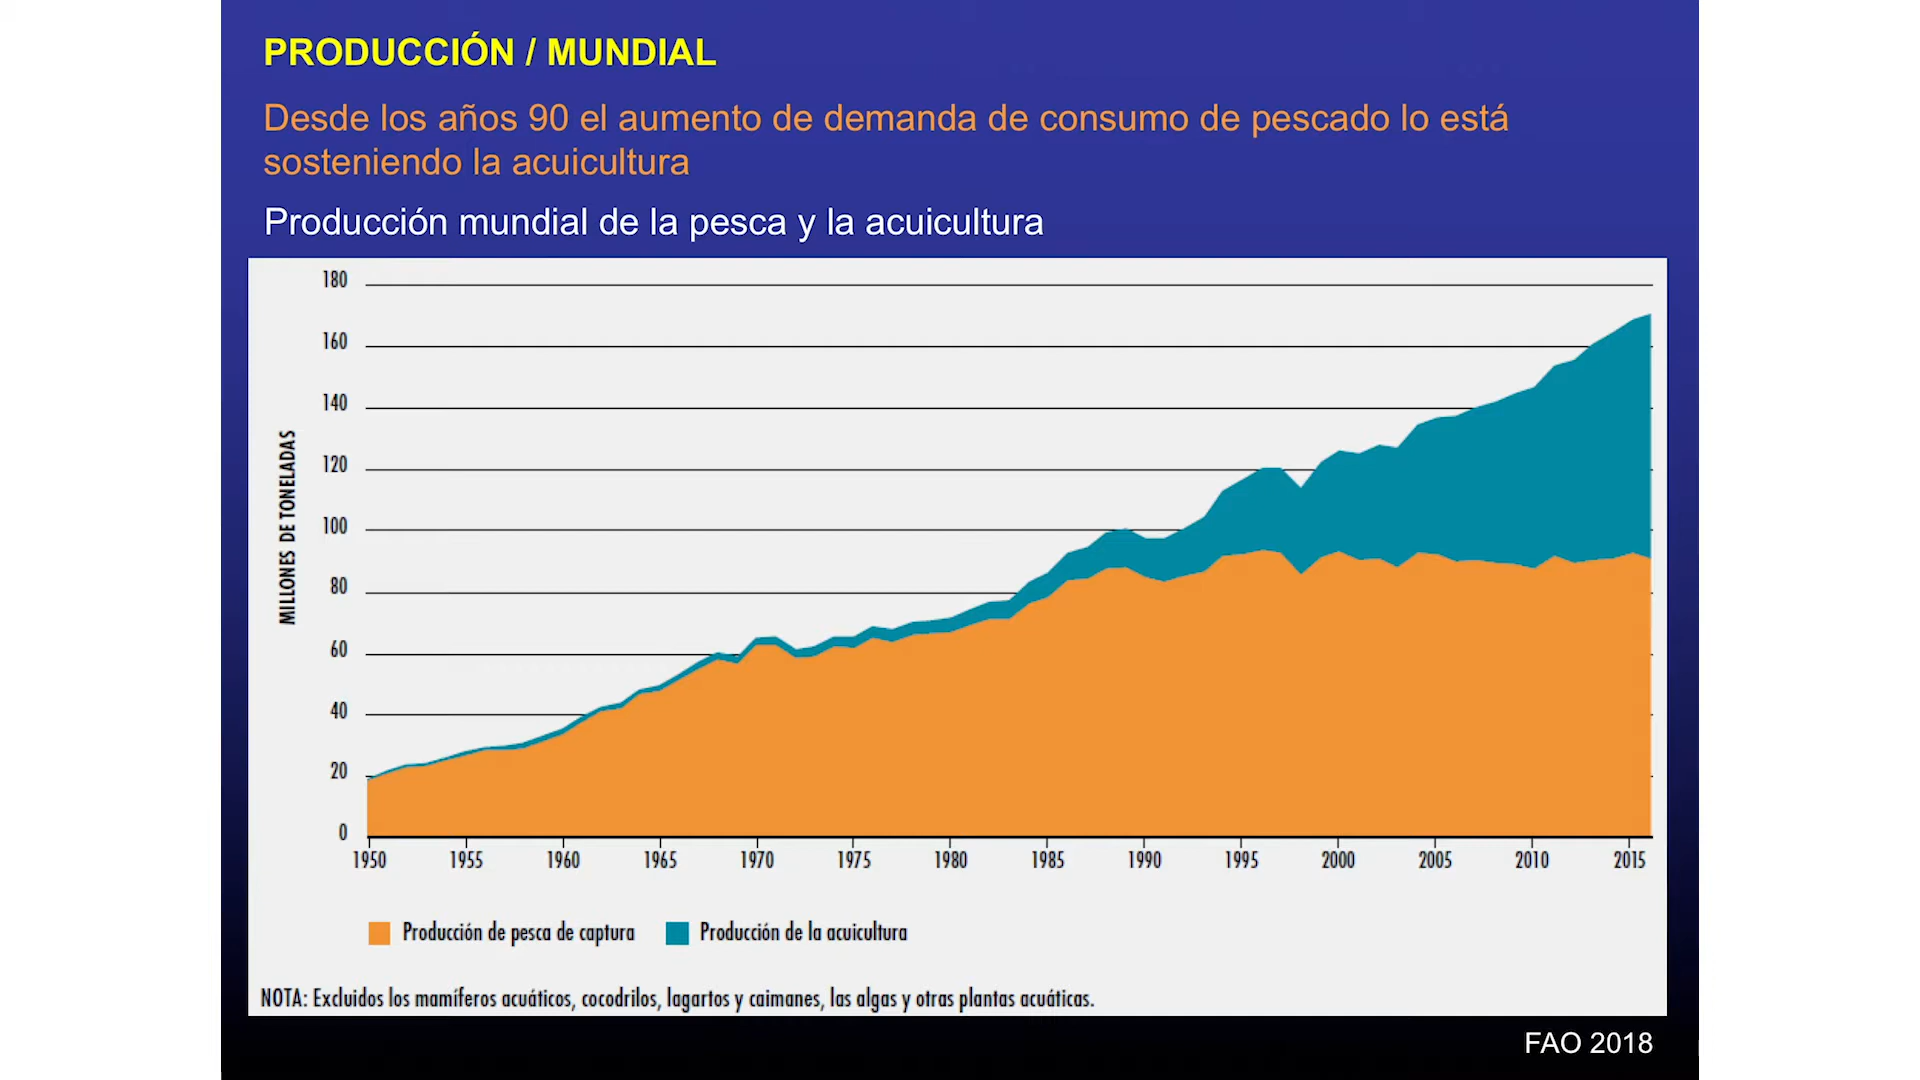 PRODUCCIÓN / MUNDIAL
Desde los años 90 el aumento de demanda de consumo de pescado lo está
sosteniendo la acuicultura
Producción mundial de la pesca y la acuicultura
180
160
140
120
100
80
60
40
20
0
MILLONES DE TONELADAS
1950 1955 1960 1965 1970 1975 1980 1985 1990 1995 2000 2005 2010 2015
Producción de pesca de captura Producción de la acuicultura
NOTA: Excluidos los mamíferos acuáticos, cocodrilos, lagartos y caimanes, las algas y otras plantas acuáticas.
FAO 2018